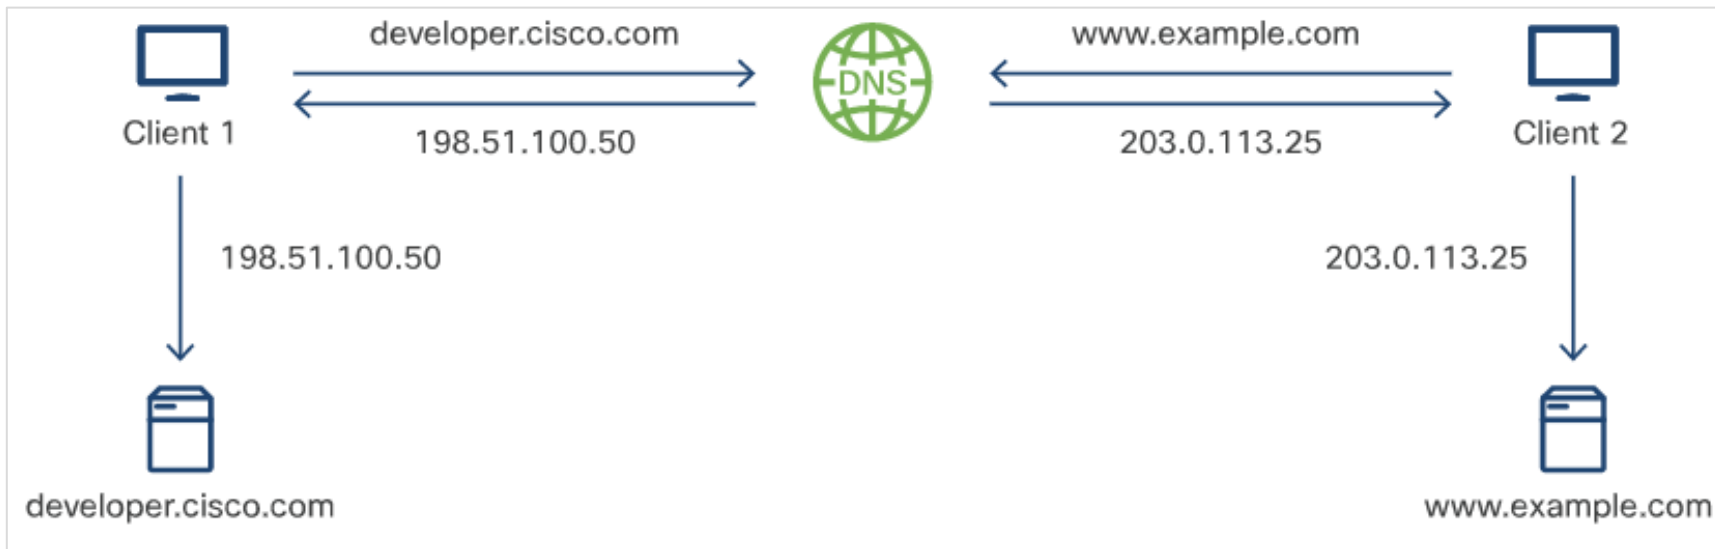 developer.cisco.com
www.example.com
DNS
Client 1
198.51.100.50
203.0.113.25
Client 2
198.51.100.50
203.0.113.25
developer.cisco.com
www.example.com